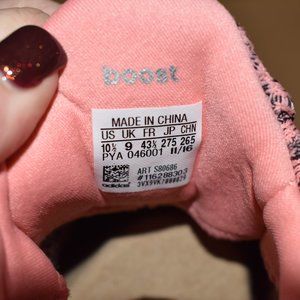 boost
MADE IN CHINA
US UK FR JP CHN
10½ 9 43⅓ 275 265
PYA 046001 11/16
ART S80686
#116288303
adidas